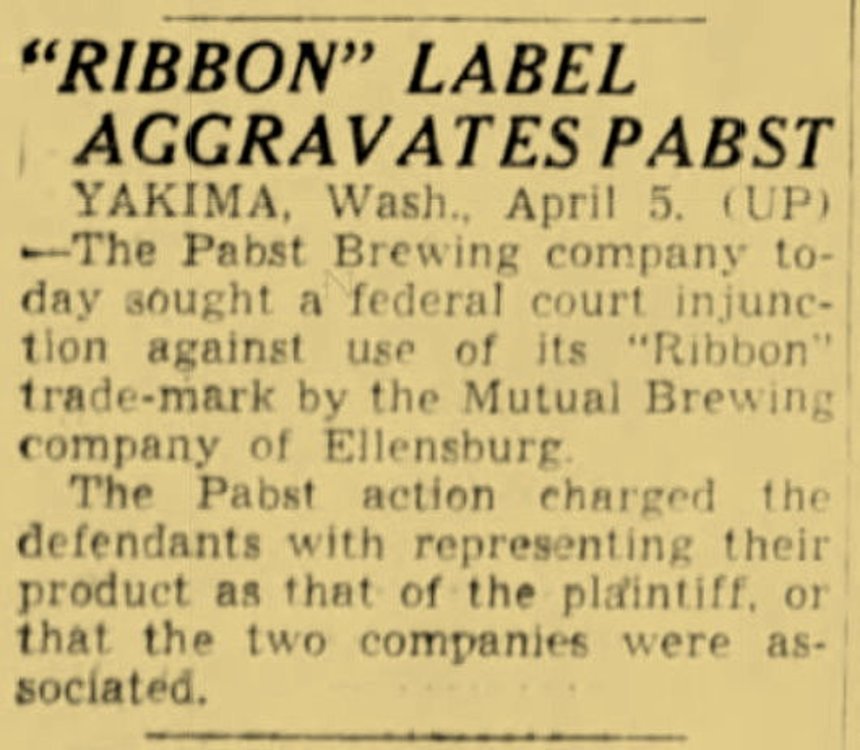 “RIBBON” LABEL
AGGRAVATES PABST
YAKIMA, Wash., April 5. (UP)
—The Pabst Brewing company to-
day sought a federal court injunc-
tion against use of its “Ribbon”
trade-mark by the Mutual Brewing
company of Ellensburg.
The Pabst action charged the
defendants with representing their
product as that of the plaintiff, or
that the two companies were as-
sociated.